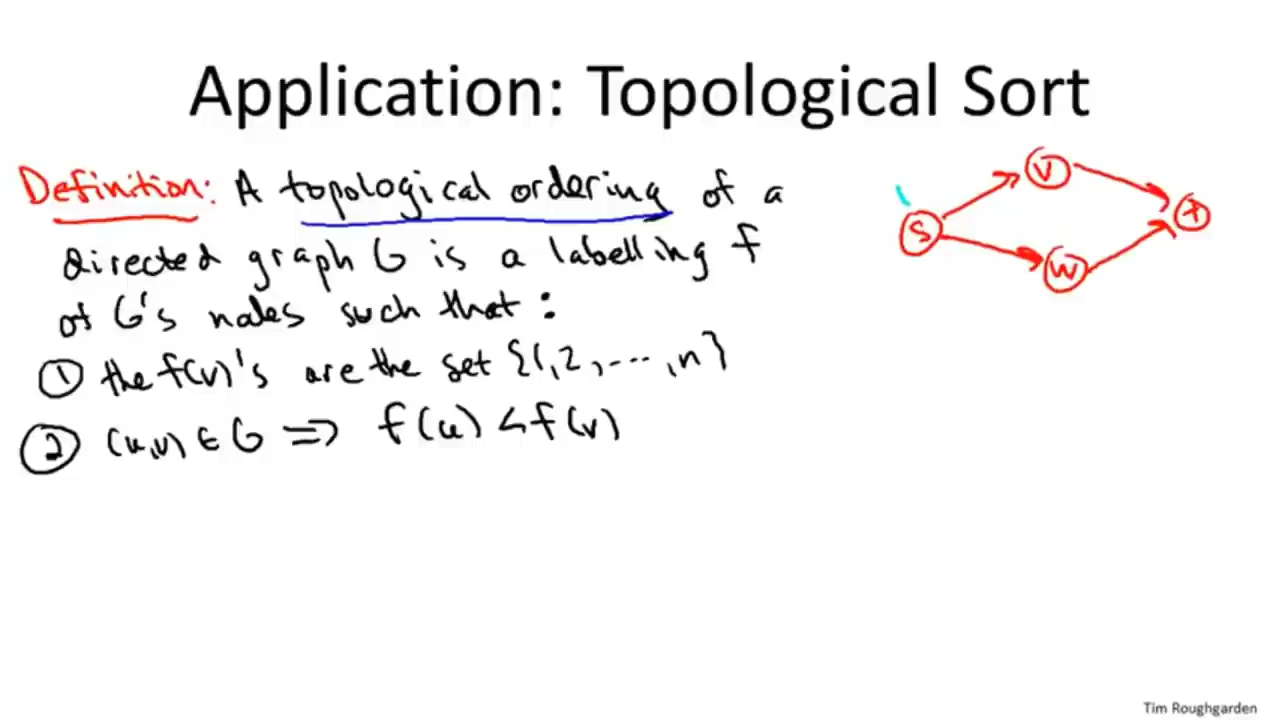 Application: Topological Sort
Definition: A topological ordering of a
directed graph G is a labelling f
of G's nodes such that:
① the f(v)'s are the set {1,2,...,n}
② (u,v) ∈ G ⇒ f(u) < f(v)
S
V
W
t
Tim Roughgarden